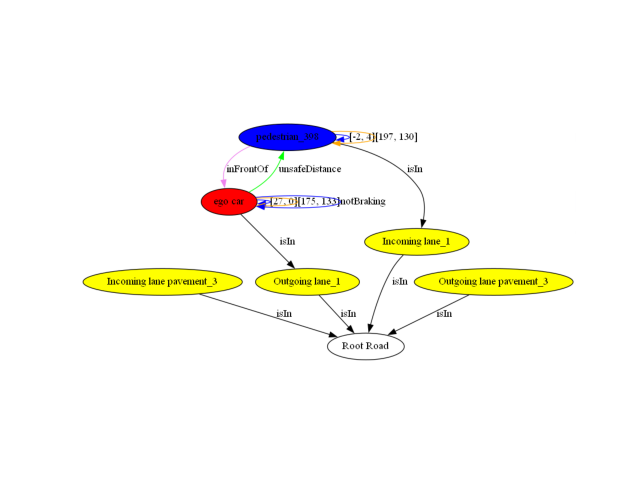 [-2, 4] [197, 130]
inFrontOf
unsafeDistance
isIn
ego car
[27, 0] [175, 133] notBraking
Incoming lane_1
isIn
Incoming lane pavement_3
Outgoing lane_1
isIn
Outgoing lane pavement_3
isIn
isIn
isIn
Root Road